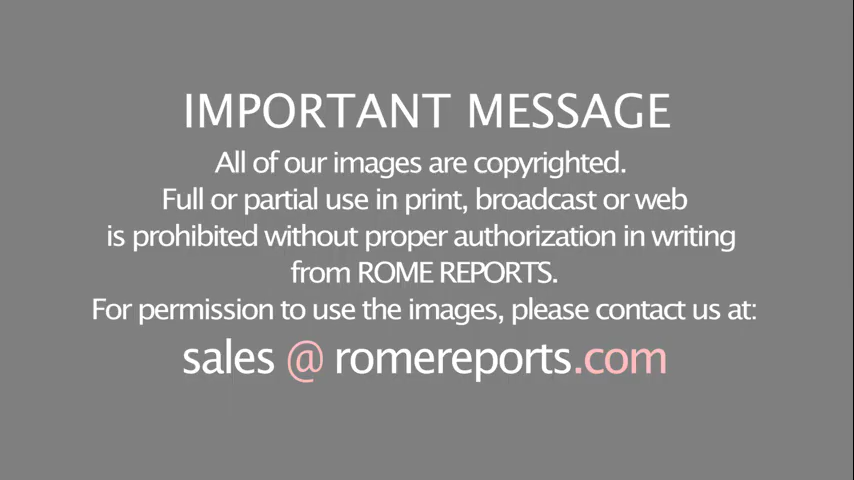 IMPORTANT MESSAGE
All of our images are copyrighted.
Full or partial use in print, broadcast or web
is prohibited without proper authorization in writing
from ROME REPORTS.
For permission to use the images, please contact us at:
sales @ romereports.com